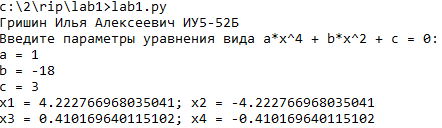 c:\2\rip\lab1>lab1.py
Гришин Илья Алексеевич ИУ5-52Б
Введите параметры уравнения вида a*x^4 + b*x^2 + c = 0:
a = 1
b = -18
c = 3
x1 = 4.222766968035041; x2 = -4.222766968035041
x3 = 0.410169640115102; x4 = -0.410169640115102